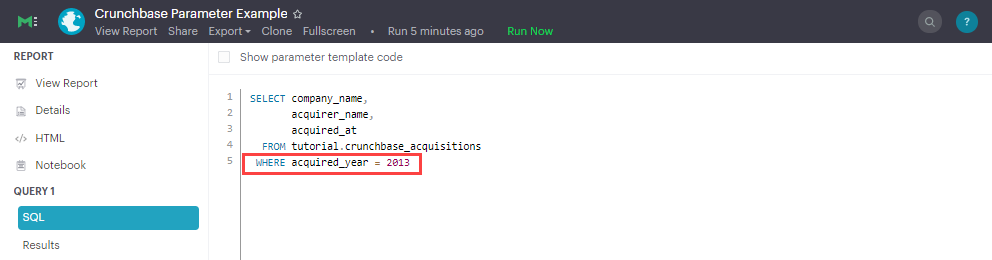 Crunchbase Parameter Example
View Report Share Export Clone Fullscreen • Run 5 minutes ago Run Now
?
REPORT
View Report
Details
</> HTML
Notebook
QUERY 1
SQL
Results
Show parameter template code
1 SELECT company_name,
2 acquirer_name,
3 acquired_at
4 FROM tutorial.crunchbase_acquisitions
5 WHERE acquired_year = 2013